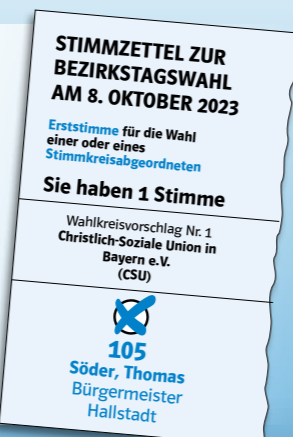 STIMMZETTEL ZUR
BEZIRKSTAGSWAHL
AM 8. OKTOBER 2023
Erststimme für die Wahl
einer oder eines
Stimmkreisabgeordneten
Sie haben 1 Stimme
Wahlkreisvorschlag Nr. 1
Christlich-Soziale Union in
Bayern e.V.
(CSU)
105
Söder, Thomas
Bürgermeister
Hallstadt